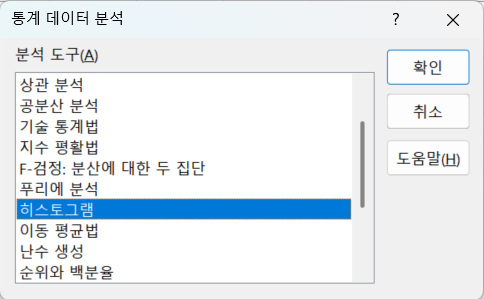 통계 데이터 분석
?
분석 도구(A)
상관 분석
공분산 분석
기술 통계법
지수 평활법
F-검정: 분산에 대한 두 집단
푸리에 분석
히스토그램
이동 평균법
난수 생성
순위와 백분율
확인
취소
도움말(H)